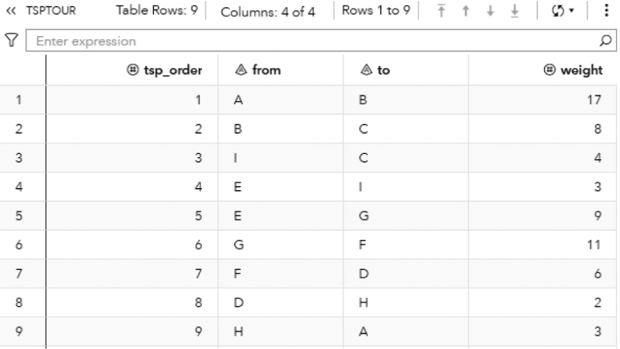 TSPTOUR Table Rows: 9 Columns: 4 of 4 Rows 1 to 9
Enter expression
tsp_order from to weight
1 1 A B 17
2 2 B C 8
3 3 I C 4
4 4 E I 3
5 5 E G 9
6 6 G F 11
7 7 F D 6
8 8 D H 2
9 9 H A 3